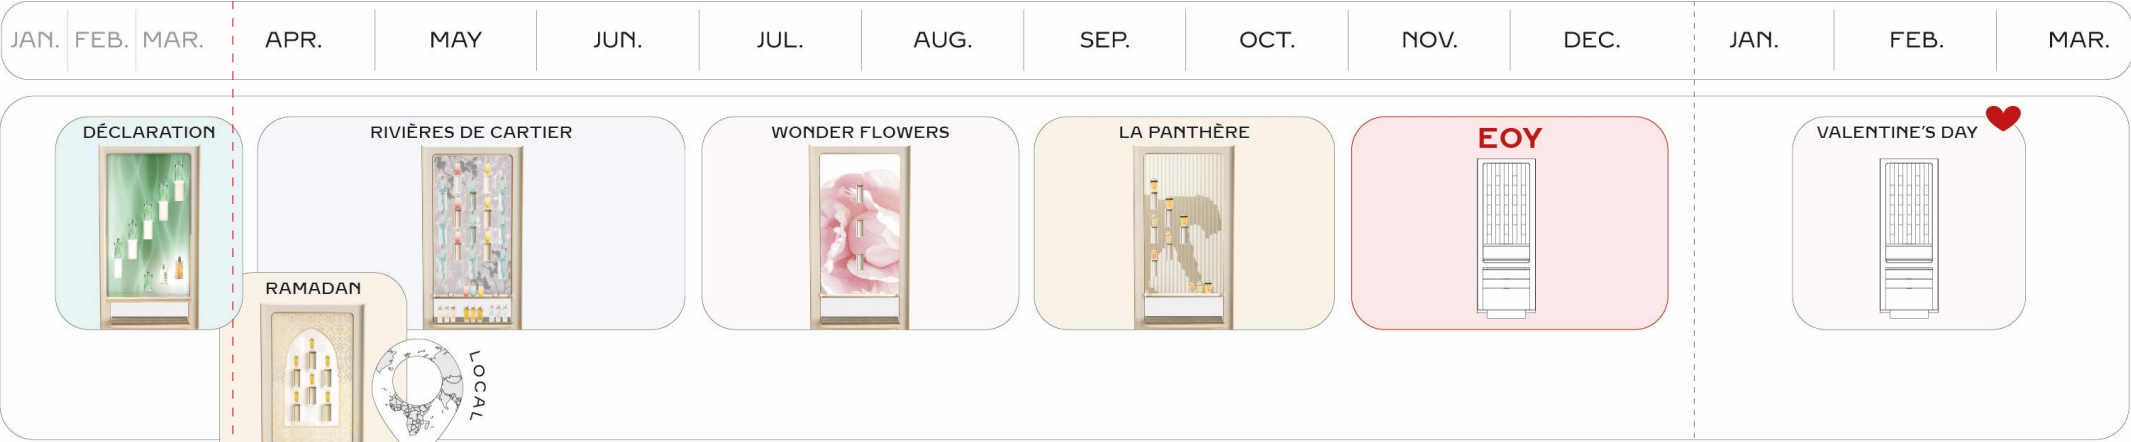 JAN. FEB. MAR. APR. MAY JUN. JUL. AUG. SEP. OCT. NOV. DEC. JAN. FEB. MAR.
DÉCLARATION
RIVIÈRES DE CARTIER
WONDER FLOWERS
LA PANTHÈRE
EOY
VALENTINE'S DAY
RAMADAN
LOCAL